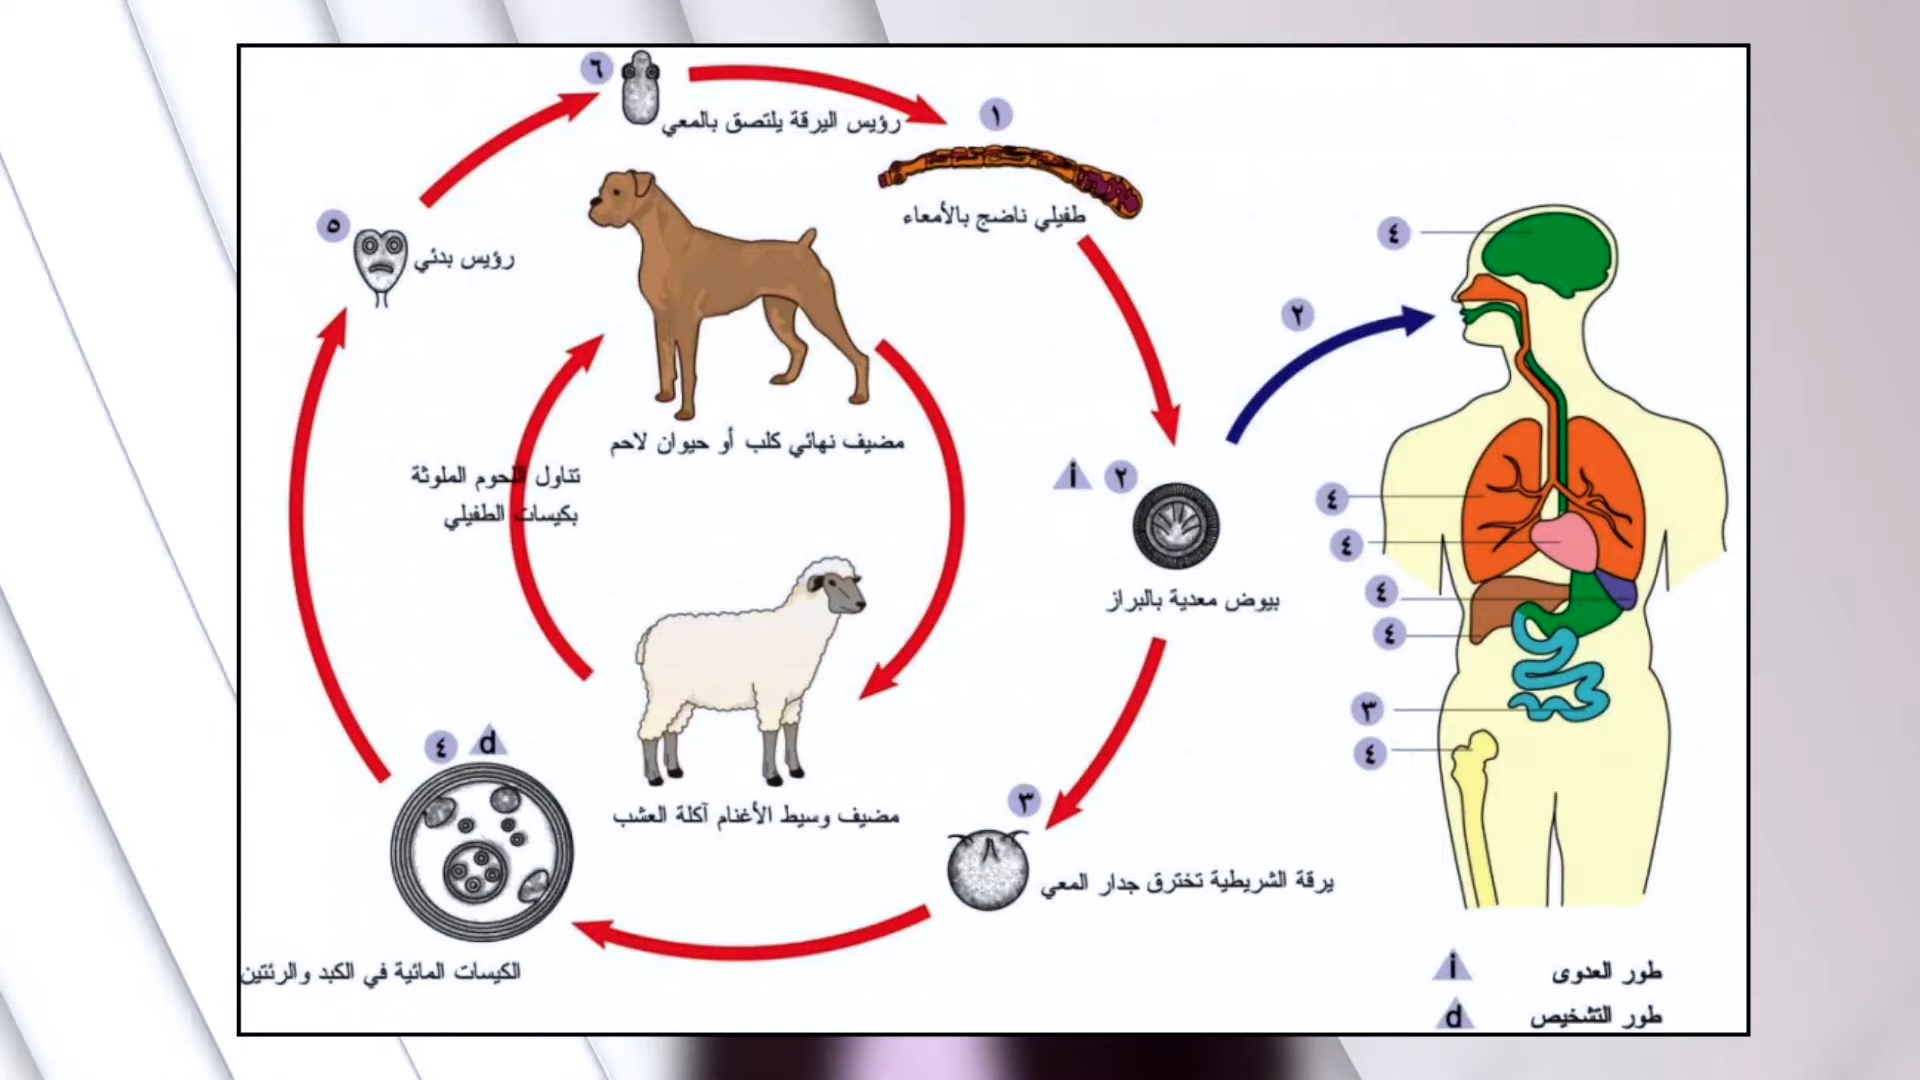 ٦
رؤيس اليرقة يلتصق بالمعي
١
طفيلي ناضج بالأمعاء
٥
رؤيس بدئي
٤
٢
مضيف نهائي كلب أو حيوان لاحم
تناول اللحوم الملوثة
بكيسات الطفيلي
i ٢
بيوض معدية بالبراز
٤
٤
٤
٤
٣
٤
٤ d
مضيف وسيط الأغنام آكلة العشب
٣
يرقة الشريطية تخترق جدار المعي
الكيسات المائية في الكبد والرئتين
طور العدوى i
طور التشخيص d